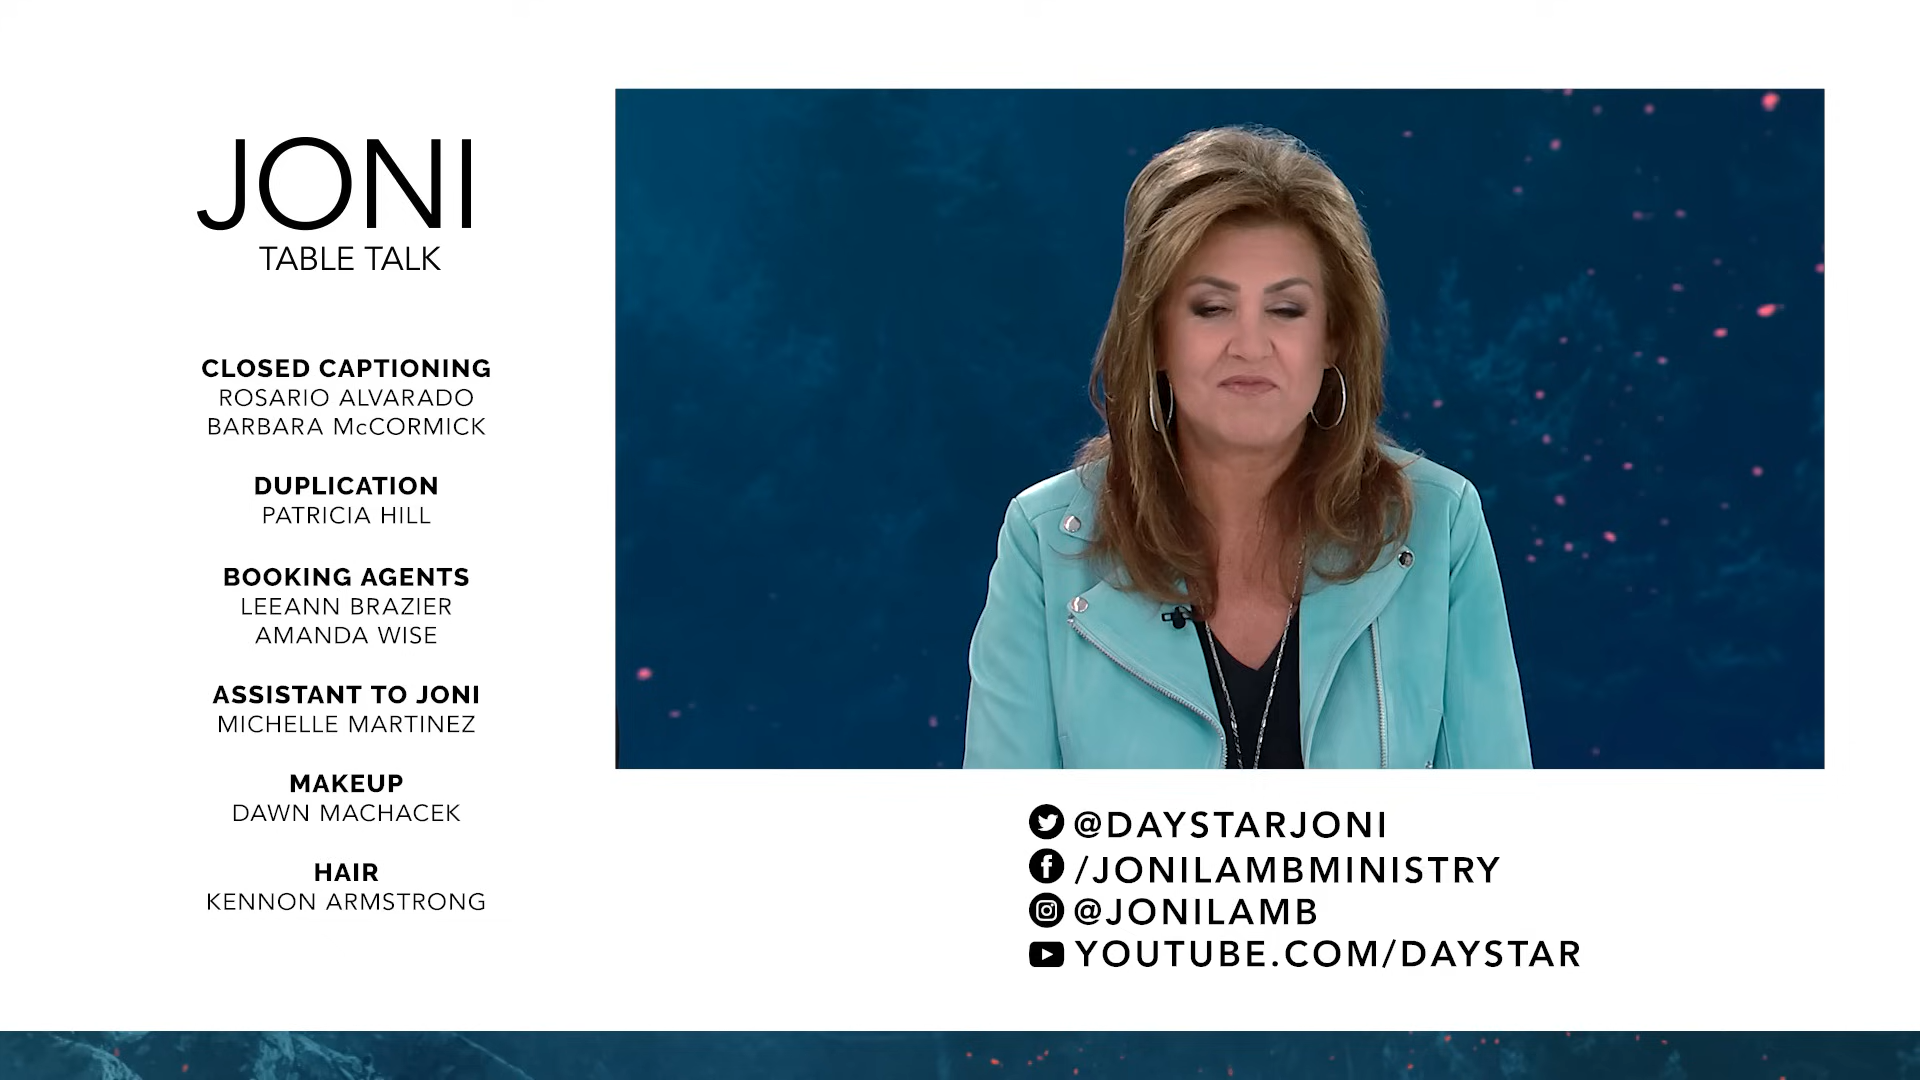 JONI
TABLE TALK
CLOSED CAPTIONING
ROSARIO ALVARADO
BARBARA McCORMICK
DUPLICATION
PATRICIA HILL
BOOKING AGENTS
LEEANN BRAZIER
AMANDA WISE
ASSISTANT TO JONI
MICHELLE MARTINEZ
MAKEUP
DAWN MACHACEK
HAIR
KENNON ARMSTRONG
@DAYSTARJONI
/JONILAMBMINISTRY
@JONILAMB
YOUTUBE.COM/DAYSTAR